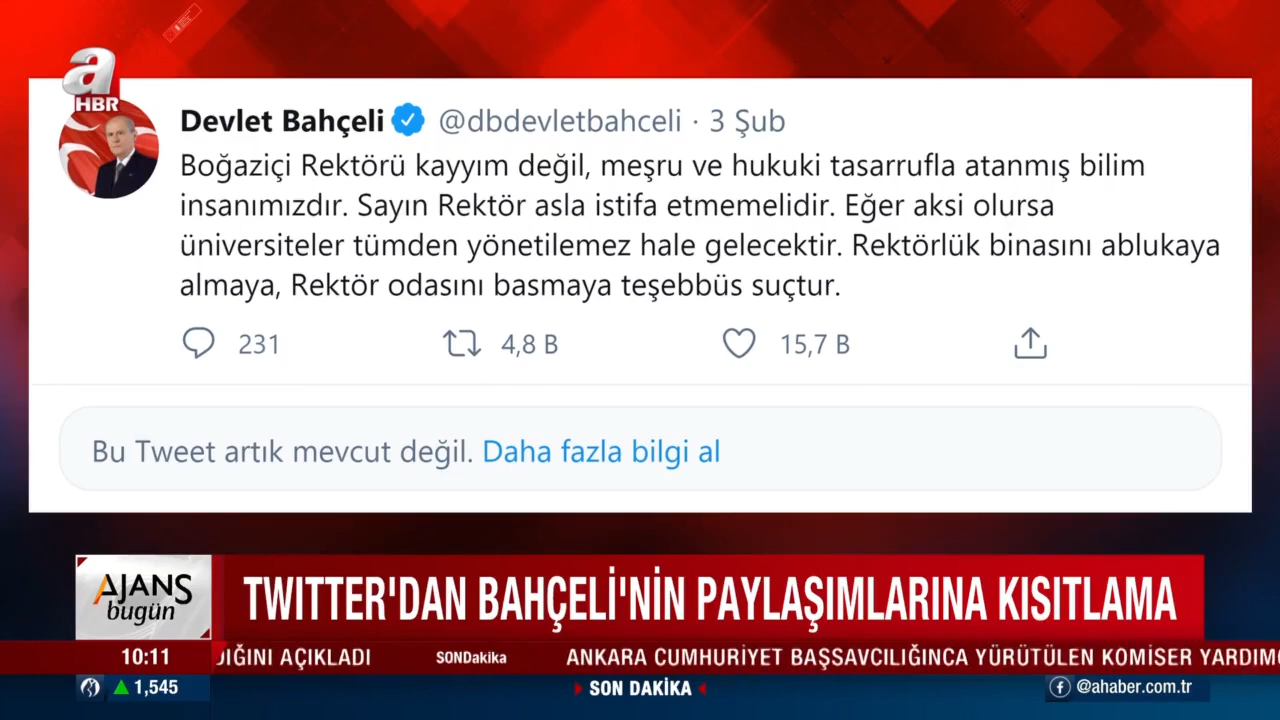 a
HBR
Devlet Bahçeli @dbdevletbahceli · 3 Şub
Boğaziçi Rektörü kayyım değil, meşru ve hukuki tasarrufla atanmış bilim
insanımızdır. Sayın Rektör asla istifa etmemelidir. Eğer aksi olursa
üniversiteler tümden yönetilemez hale gelecektir. Rektörlük binasını ablukaya
almaya, Rektör odasını basmaya teşebbüs suçtur.
231 4,8 B 15,7 B
Bu Tweet artık mevcut değil. Daha fazla bilgi al
AJANS
bugün
TWITTER'DAN BAHÇELİ'NİN PAYLAŞIMLARINA KISITLAMA
10:11 DIĞINI AÇIKLADI SONDakika ANKARA CUMHURİYET BAŞSAVCILIĞINCA YÜRÜTÜLEN KOMİSER
1,545 SON DAKİKA @ahaber.com.tr